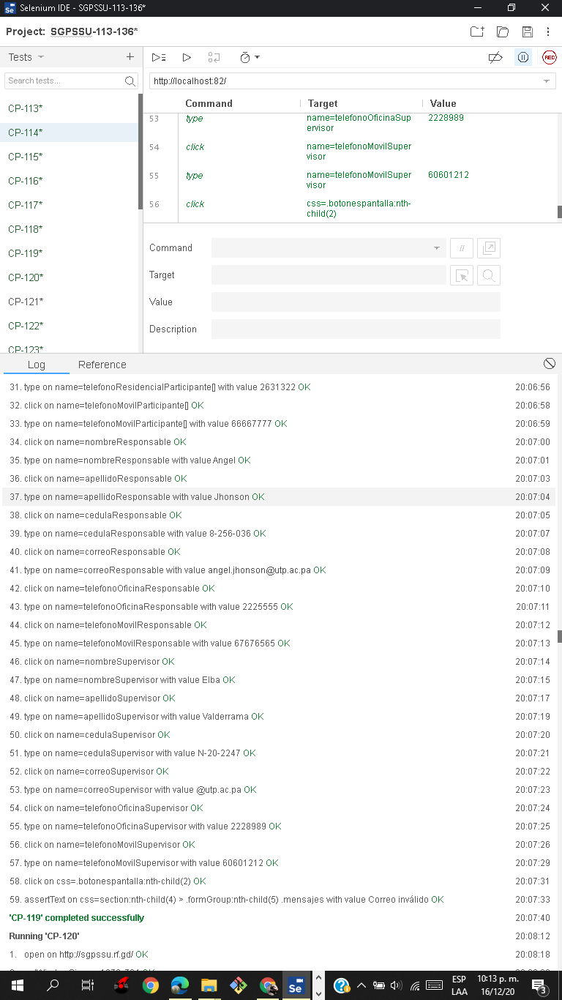 Selenium IDE - SGPSSU-113-136*
Project: SGPSSU-113-136*
Tests
Search tests...
http://localhost:82/
REC
CP-113*
CP-114*
CP-115*
CP-116*
CP-117*
CP-118*
CP-119*
CP-120*
CP-121*
CP-122*
CP-123*
Command Target Value
53 type name=telefonoOficinaSup
ervisor 2228989
54 click name=telefonoMovilSuper
visor
55 type name=telefonoMovilSuper
visor 60601212
56 click css=.botonespantalla:nth-
child(2)
Command //
Target
Value
Description
Log Reference
31. type on name=telefonoResidencialParticipante[] with value 2631322 OK 20:06:56
32. click on name=telefonoMovilParticipante[] OK 20:06:58
33. type on name=telefonoMovilParticipante[] with value 66667777 OK 20:06:59
34. click on name=nombreResponsable OK 20:07:00
35. type on name=nombreResponsable with value Angel OK 20:07:01
36. click on name=apellidoResponsable OK 20:07:03
37. type on name=apellidoResponsable with value Jhonson OK 20:07:04
38. click on name=cedulaResponsable OK 20:07:05
39. type on name=cedulaResponsable with value 8-256-036 OK 20:07:07
40. click on name=correoResponsable OK 20:07:08
41. type on name=correoResponsable with value angel.jhonson@utp.ac.pa OK 20:07:09
42. click on name=telefonoOficinaResponsable OK 20:07:10
43. type on name=telefonoOficinaResponsable with value 2225555 OK 20:07:11
44. click on name=telefonoMovilResponsable OK 20:07:12
45. type on name=telefonoMovilResponsable with value 67676565 OK 20:07:13
46. click on name=nombreSupervisor OK 20:07:14
47. type on name=nombreSupervisor with value Elba OK 20:07:15
48. click on name=apellidoSupervisor OK 20:07:17
49. type on name=apellidoSupervisor with value Valderrama OK 20:07:19
50. click on name=cedulaSupervisor OK 20:07:20
51. type on name=cedulaSupervisor with value N-20-2247 OK 20:07:21
52. click on name=correoSupervisor OK 20:07:22
53. type on name=correoSupervisor with value @utp.ac.pa OK 20:07:23
54. click on name=telefonoOficinaSupervisor OK 20:07:24
55. type on name=telefonoOficinaSupervisor with value 2228989 OK 20:07:25
56. click on name=telefonoMovilSupervisor OK 20:07:26
57. type on name=telefonoMovilSupervisor with value 60601212 OK 20:07:29
58. click on css=.botonespantalla:nth-child(2) OK 20:07:31
59. assertText on css=section:nth-child(4) > .formGroup:nth-child(5) .mensajes with value Correo inválido OK 20:07:33
'CP-119' completed successfully 20:07:40
Running 'CP-120' 20:08:12
1. open on http://sgpssu.rf.gd/ OK 20:08:18
Se
ESP
LAA
10:13 p. m.
16/12/20
3